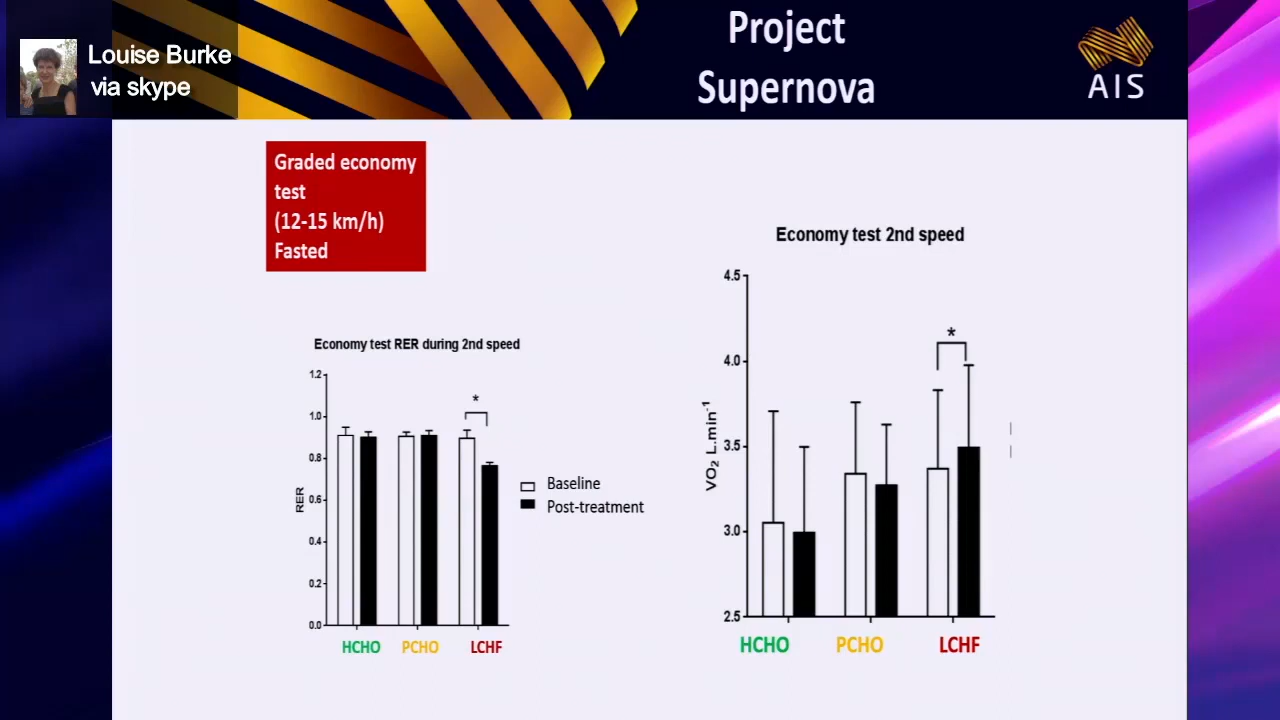 Louise Burke
via skype
Project
Supernova
AIS
Graded economy
test
(12-15 km/h)
Fasted
Economy test RER during 2nd speed
1.2
1.0
0.8
0.6
0.4
0.2
0.0
RER
*
HCHO PCHO LCHF
Baseline
Post-treatment
Economy test 2nd speed
4.5
4.0
3.5
3.0
2.5
VO₂ L.min⁻¹
*
HCHO PCHO LCHF